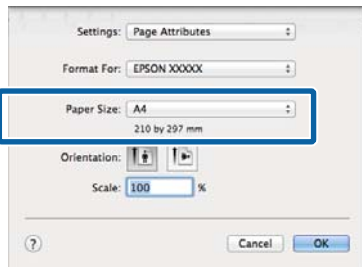 Settings: Page Attributes
Format For: EPSON XXXXX
Paper Size: A4
210 by 297 mm
Orientation:
Scale: 100 %
? Cancel OK